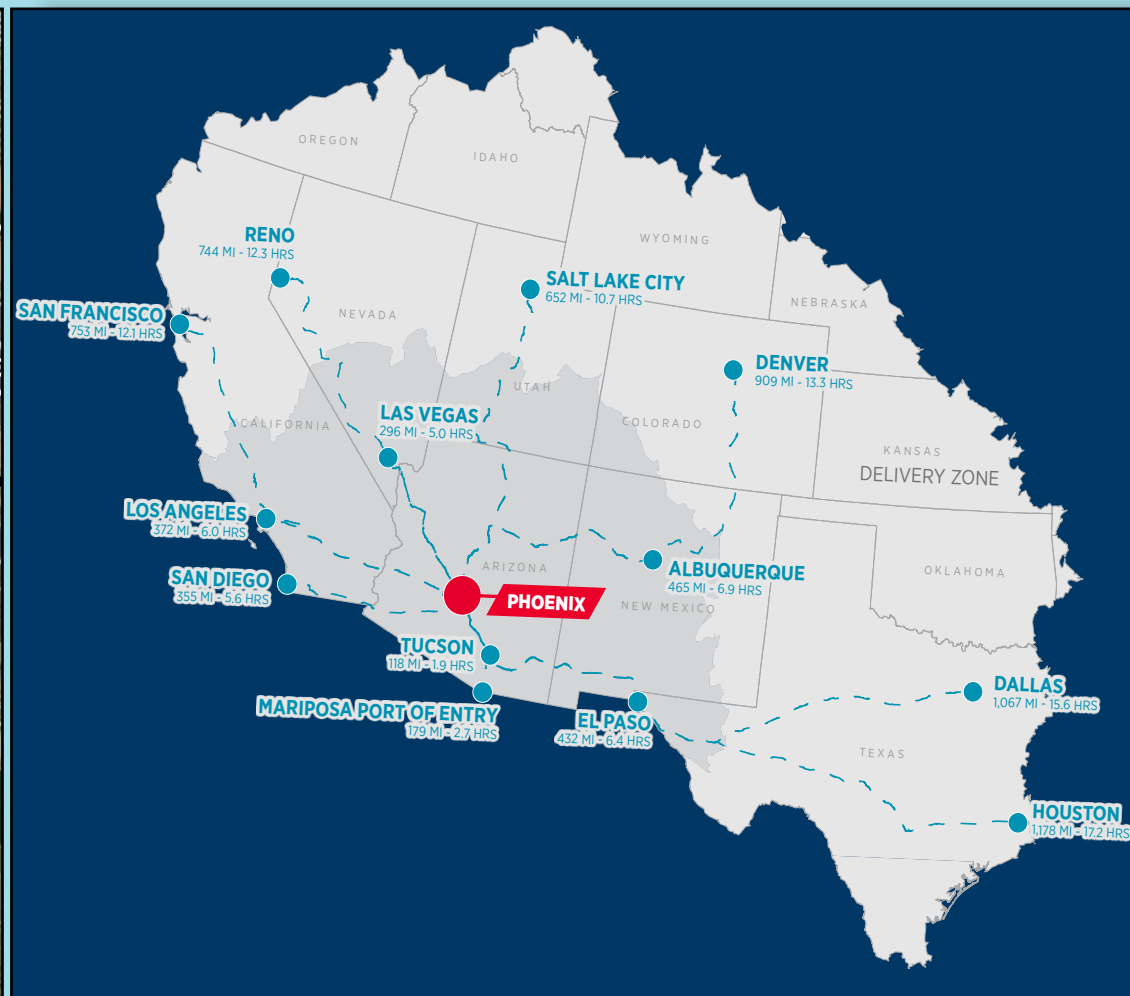 OREGON
IDAHO
WYOMING
RENO
744 MI - 12.3 HRS
SALT LAKE CITY
652 MI - 10.7 HRS
NEBRASKA
SAN FRANCISCO
753 MI - 12.1 HRS
NEVADA
DENVER
909 MI - 13.3 HRS
UTAH
LAS VEGAS
296 MI - 5.0 HRS
CALIFORNIA
COLORADO
KANSAS
DELIVERY ZONE
LOS ANGELES
372 MI - 6.0 HRS
ARIZONA
ALBUQUERQUE
465 MI - 6.9 HRS
OKLAHOMA
SAN DIEGO
355 MI - 5.6 HRS
PHOENIX
NEW MEXICO
TUCSON
118 MI - 1.9 HRS
DALLAS
1,067 MI - 15.6 HRS
MARIPOSA PORT OF ENTRY
179 MI - 2.7 HRS
EL PASO
432 MI - 6.4 HRS
TEXAS
HOUSTON
1,178 MI - 17.2 HRS